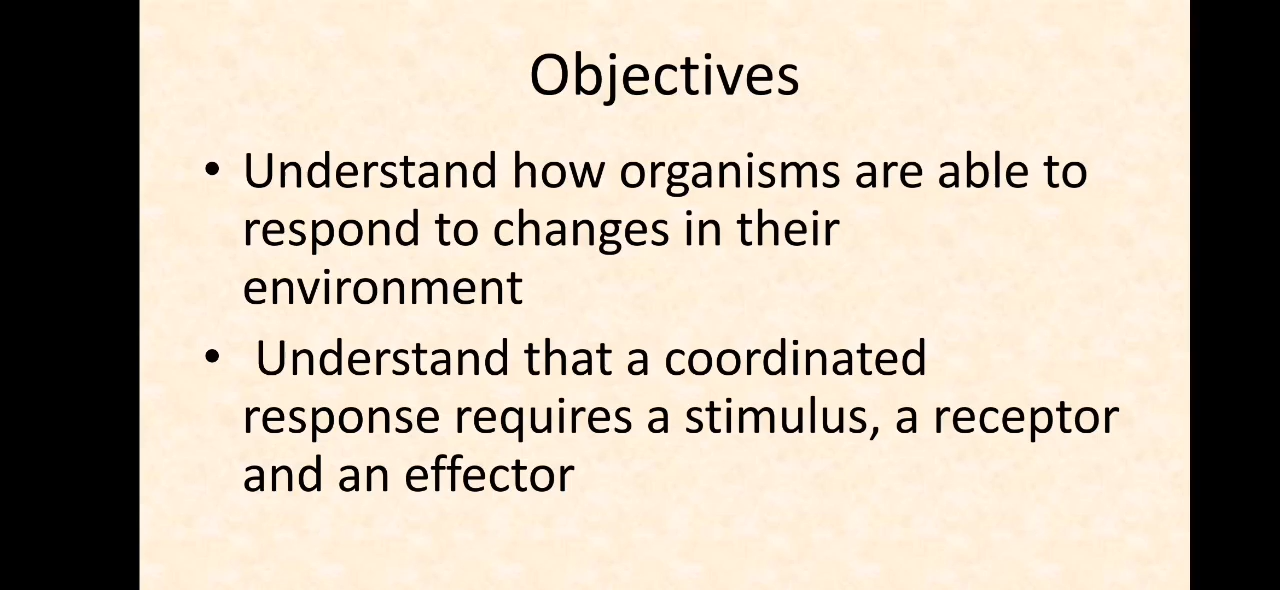 Objectives
• Understand how organisms are able to
respond to changes in their
environment
• Understand that a coordinated
response requires a stimulus, a receptor
and an effector